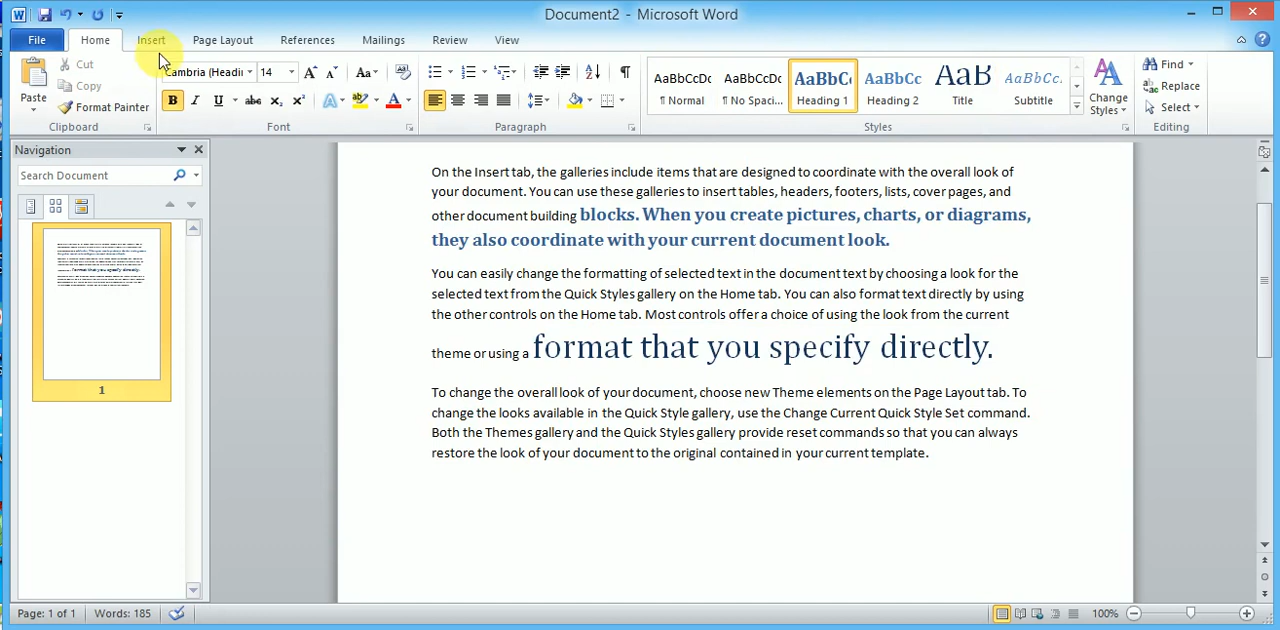 Document2 - Microsoft Word
File Home Insert Page Layout References Mailings Review View
Cut
Copy
Format Painter
Paste
Clipboard
Cambria (Headi 14
Font
Paragraph
AaBbCcDc AaBbCcDc AaBbC AaBbCc AaB AaBbCc.
¶ Normal ¶ No Spaci... Heading 1 Heading 2 Title Subtitle
Change
Styles
Styles
Find
Replace
Select
Editing
Navigation
Search Document
1
On the Insert tab, the galleries include items that are designed to coordinate with the overall look of
your document. You can use these galleries to insert tables, headers, footers, lists, cover pages, and
other document building blocks. When you create pictures, charts, or diagrams,
they also coordinate with your current document look.
You can easily change the formatting of selected text in the document text by choosing a look for the
selected text from the Quick Styles gallery on the Home tab. You can also format text directly by using
the other controls on the Home tab. Most controls offer a choice of using the look from the current
theme or using a format that you specify directly.
To change the overall look of your document, choose new Theme elements on the Page Layout tab. To
change the looks available in the Quick Style gallery, use the Change Current Quick Style Set command.
Both the Themes gallery and the Quick Styles gallery provide reset commands so that you can always
restore the look of your document to the original contained in your current template.
Page: 1 of 1 Words: 185 100%